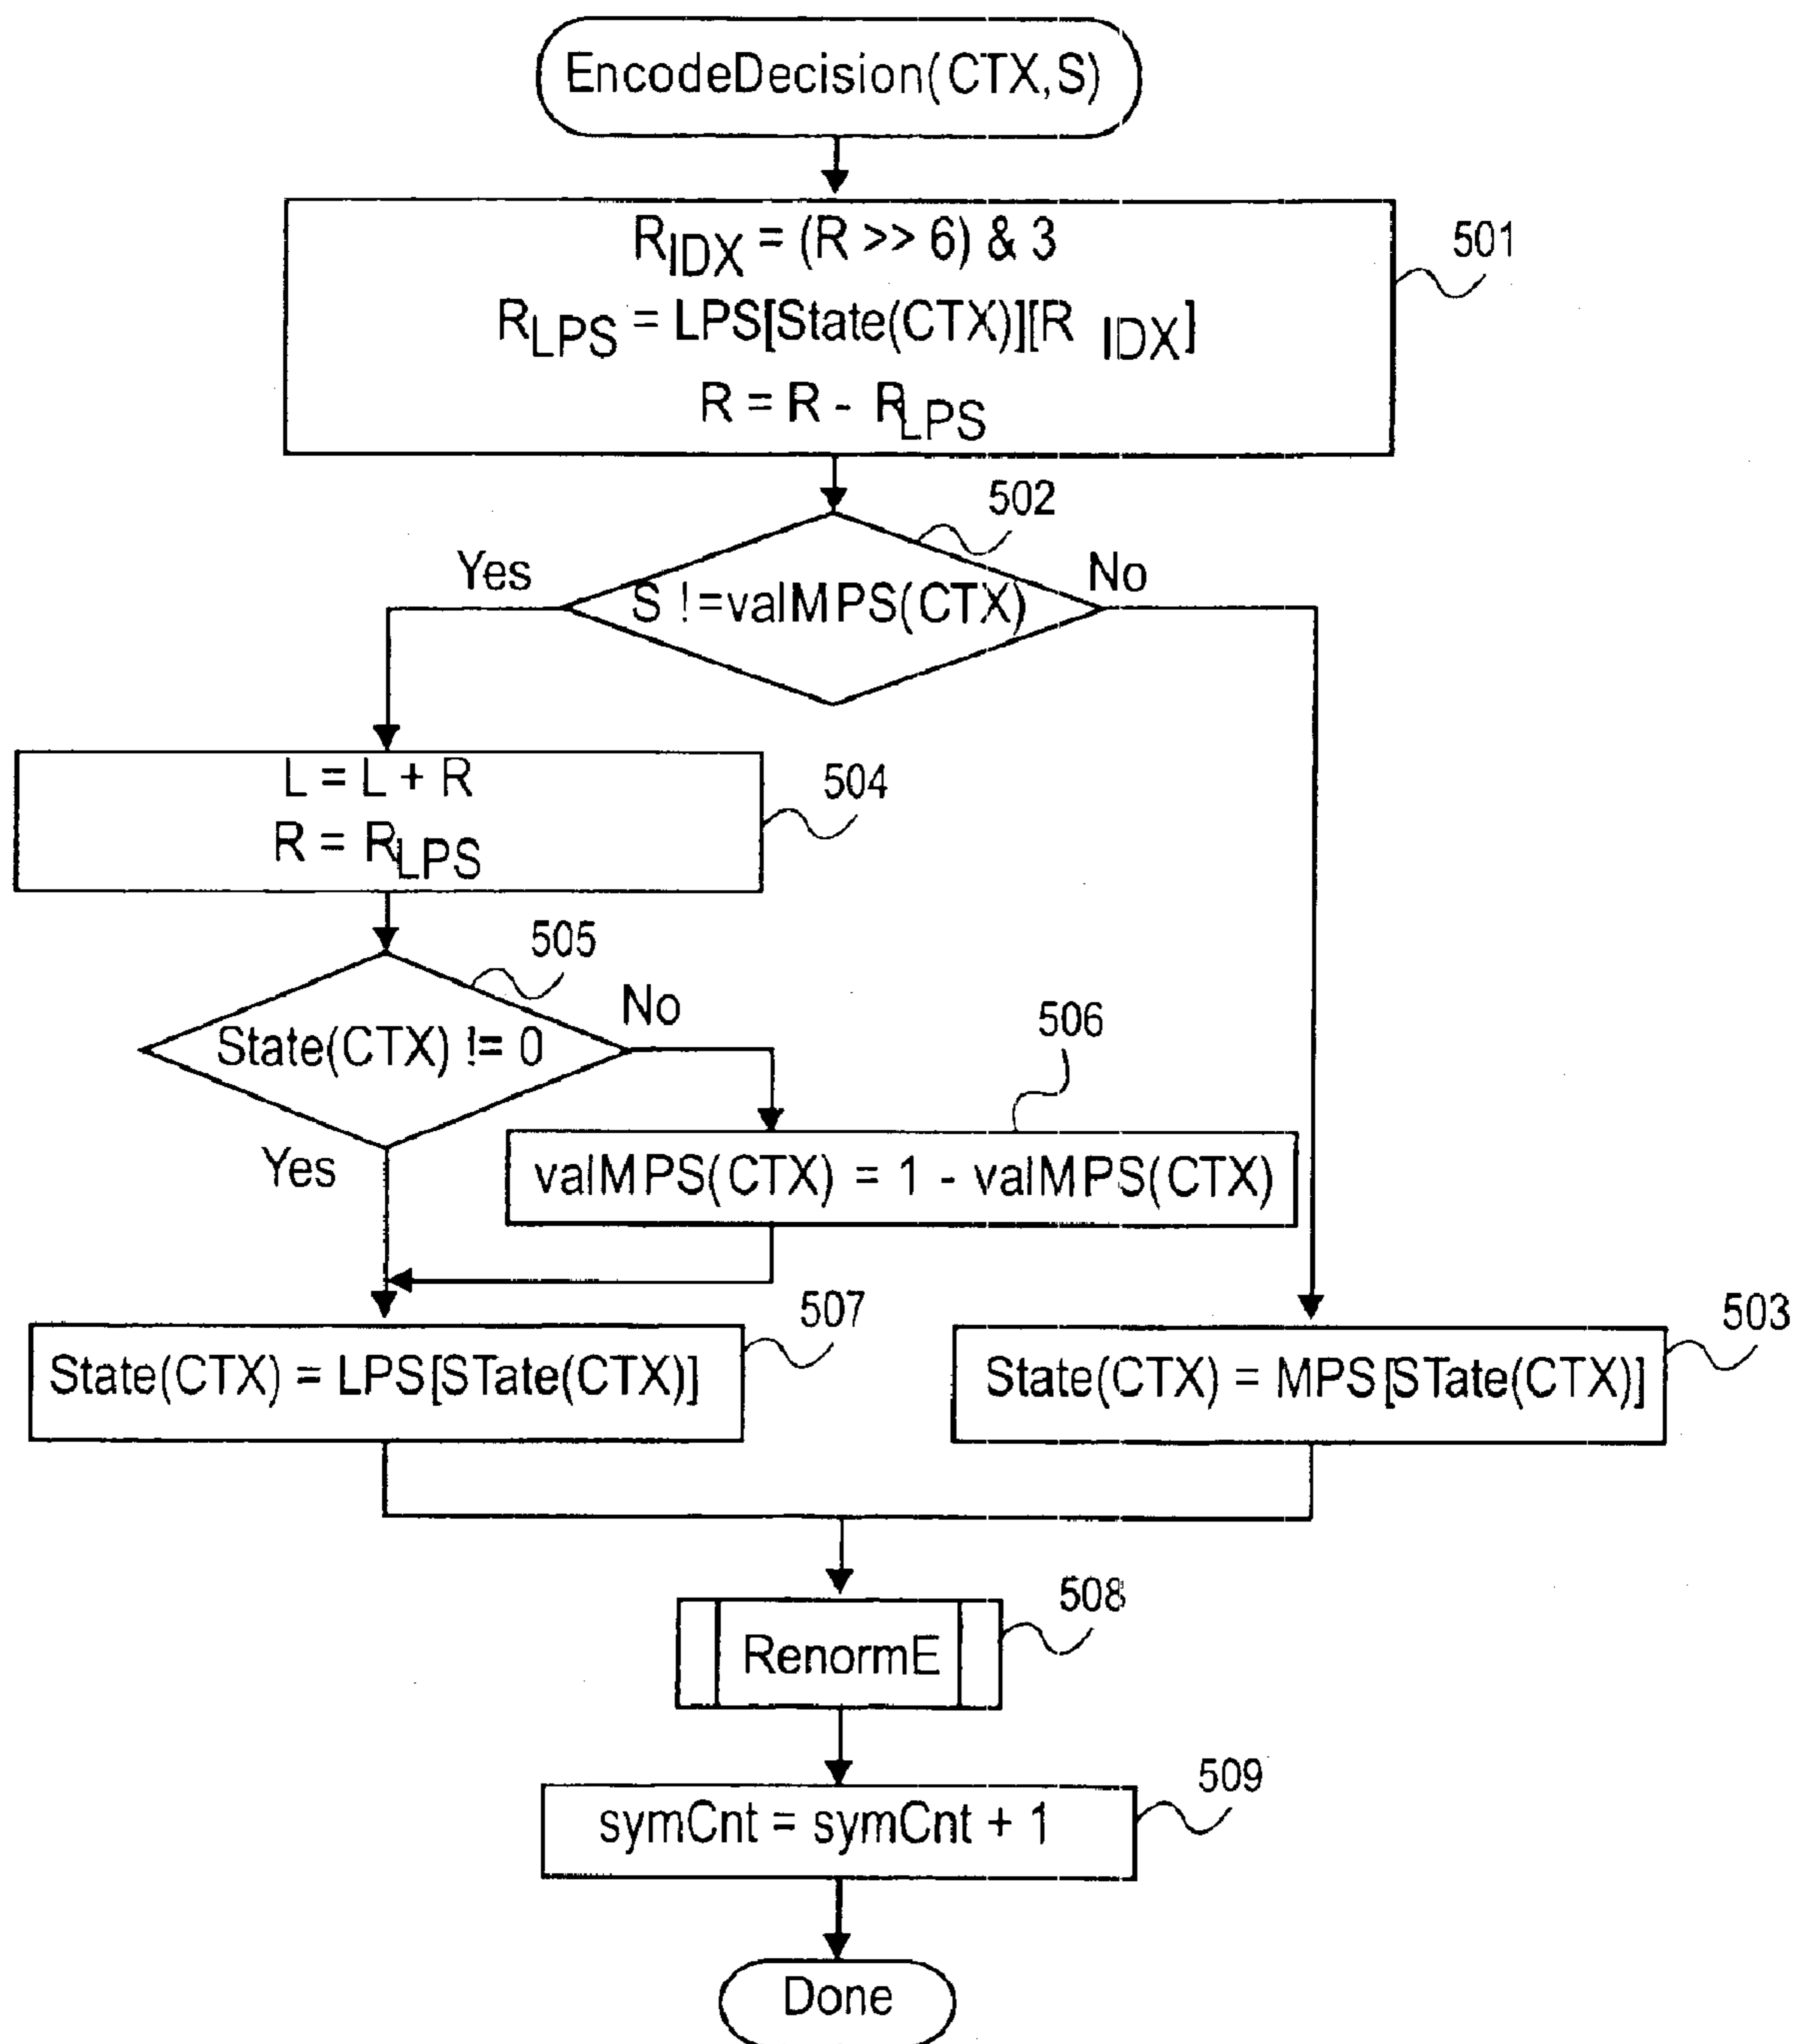 EncodeDecision(CTX,S)
R_IDX = (R >> 6) & 3
501
R_LPS = LPS[State(CTX)][R_IDX]
R = R - R_LPS
502
Yes
No
S !=valMPS(CTX)
L = L + R
504
R = R_LPS
505
No
State(CTX) != 0
506
Yes
valMPS(CTX) = 1 - valMPS(CTX)
507
503
State(CTX) = LPS[STate(CTX)]
State(CTX) = MPS[STate(CTX)]
508
RenormE
509
symCnt = symCnt + 1
Done